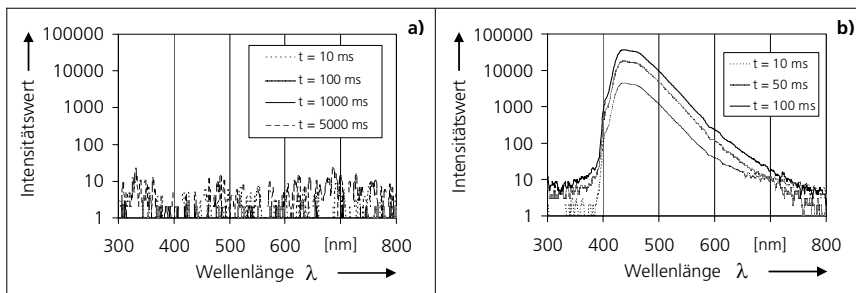 a)
Intensitätswert
100000
10000
1000
100
10
1
t = 10 ms
t = 100 ms
t = 1000 ms
t = 5000 ms
300 400 500 600 [nm] 800
Wellenlänge λ
b)
Intensitätswert
100000
10000
1000
100
10
1
t = 10 ms
t = 50 ms
t = 100 ms
300 400 500 600 [nm] 800
Wellenlänge λ